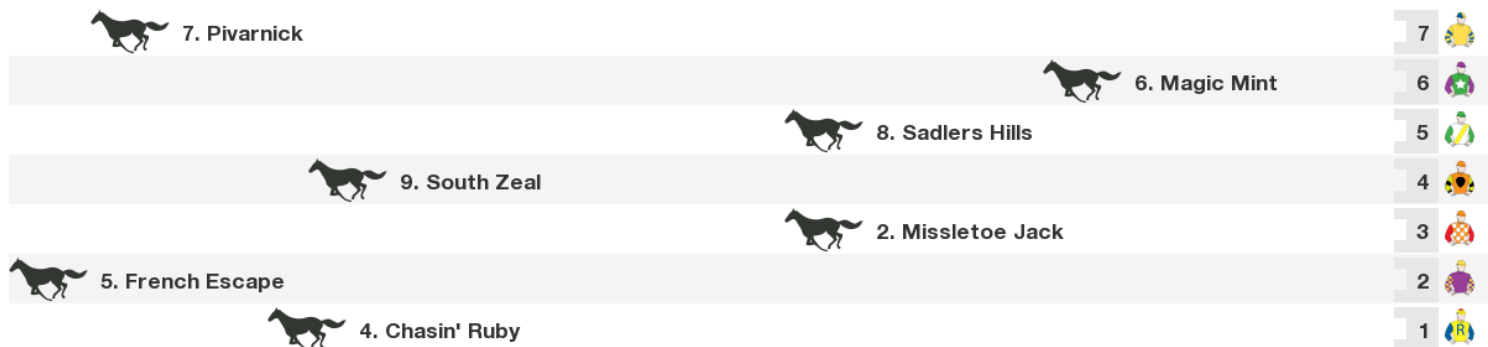 7. Pivarnick 7
6. Magic Mint 6
8. Sadlers Hills 5
9. South Zeal 4
2. Missletoe Jack 3
5. French Escape 2
4. Chasin' Ruby 1 R